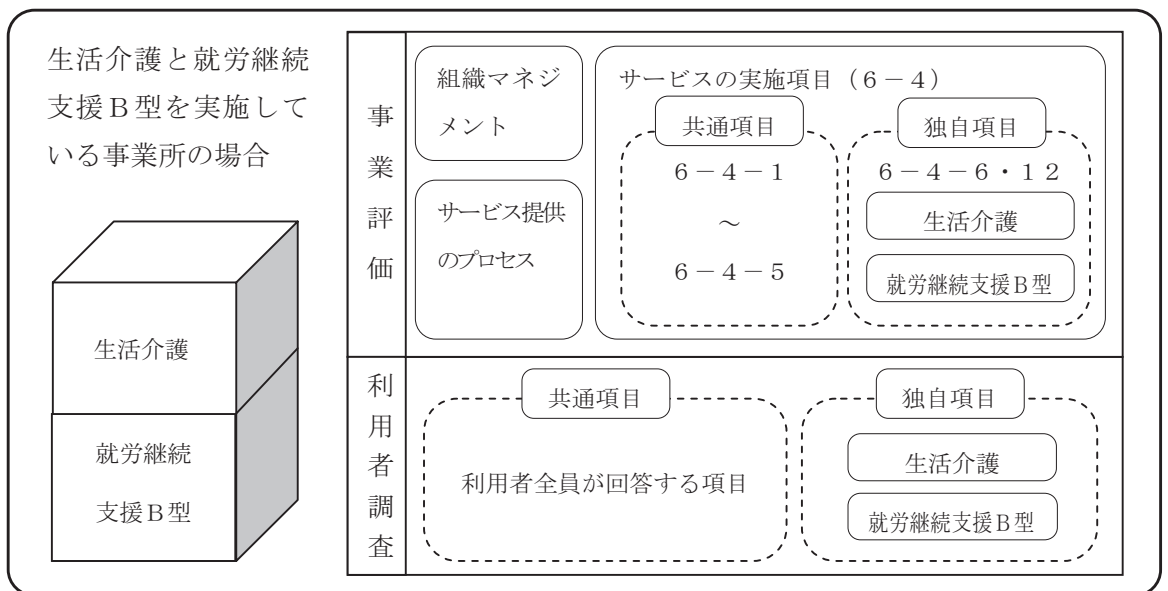 生活介護と就労継続
支援B型を実施して
いる事業所の場合
生活介護
就労継続
支援B型
事業評価
組織マネジ
メント
サービス提供
のプロセス
サービスの実施項目（6－4）
共通項目
6－4－1
～
6－4－5
独自項目
6－4－6・12
生活介護
就労継続支援B型
利用者調査
共通項目
利用者全員が回答する項目
独自項目
生活介護
就労継続支援B型